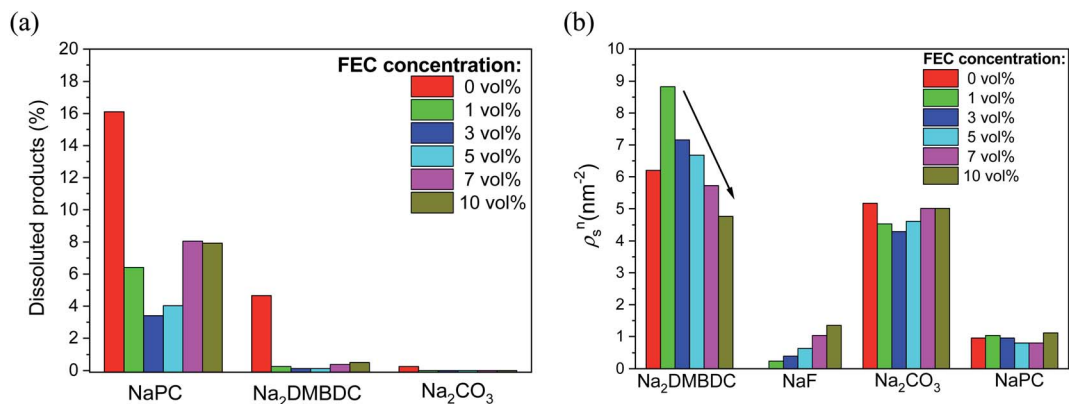 (a)
Dissoluted products (%)
20
18
16
14
12
10
8
6
4
2
0
FEC concentration:
0 vol%
1 vol%
3 vol%
5 vol%
7 vol%
10 vol%
NaPC
Na₂DMBDC
Na₂CO₃
(b)
ρₛⁿ(nm⁻²)
10
9
8
7
6
5
4
3
2
1
0
FEC concentration:
0 vol%
1 vol%
3 vol%
5 vol%
7 vol%
10 vol%
Na₂DMBDC
NaF
Na₂CO₃
NaPC